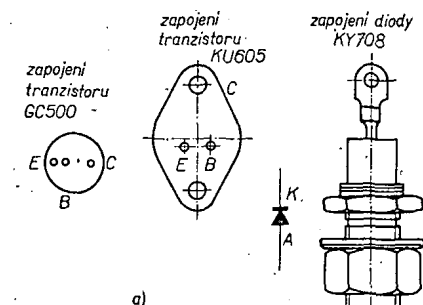 zapojení
tranzistoru
GC500
E
C
B
zapojení
tranzistoru
KU605
C
E
B
zapojení diody
KY708
K
A
a)